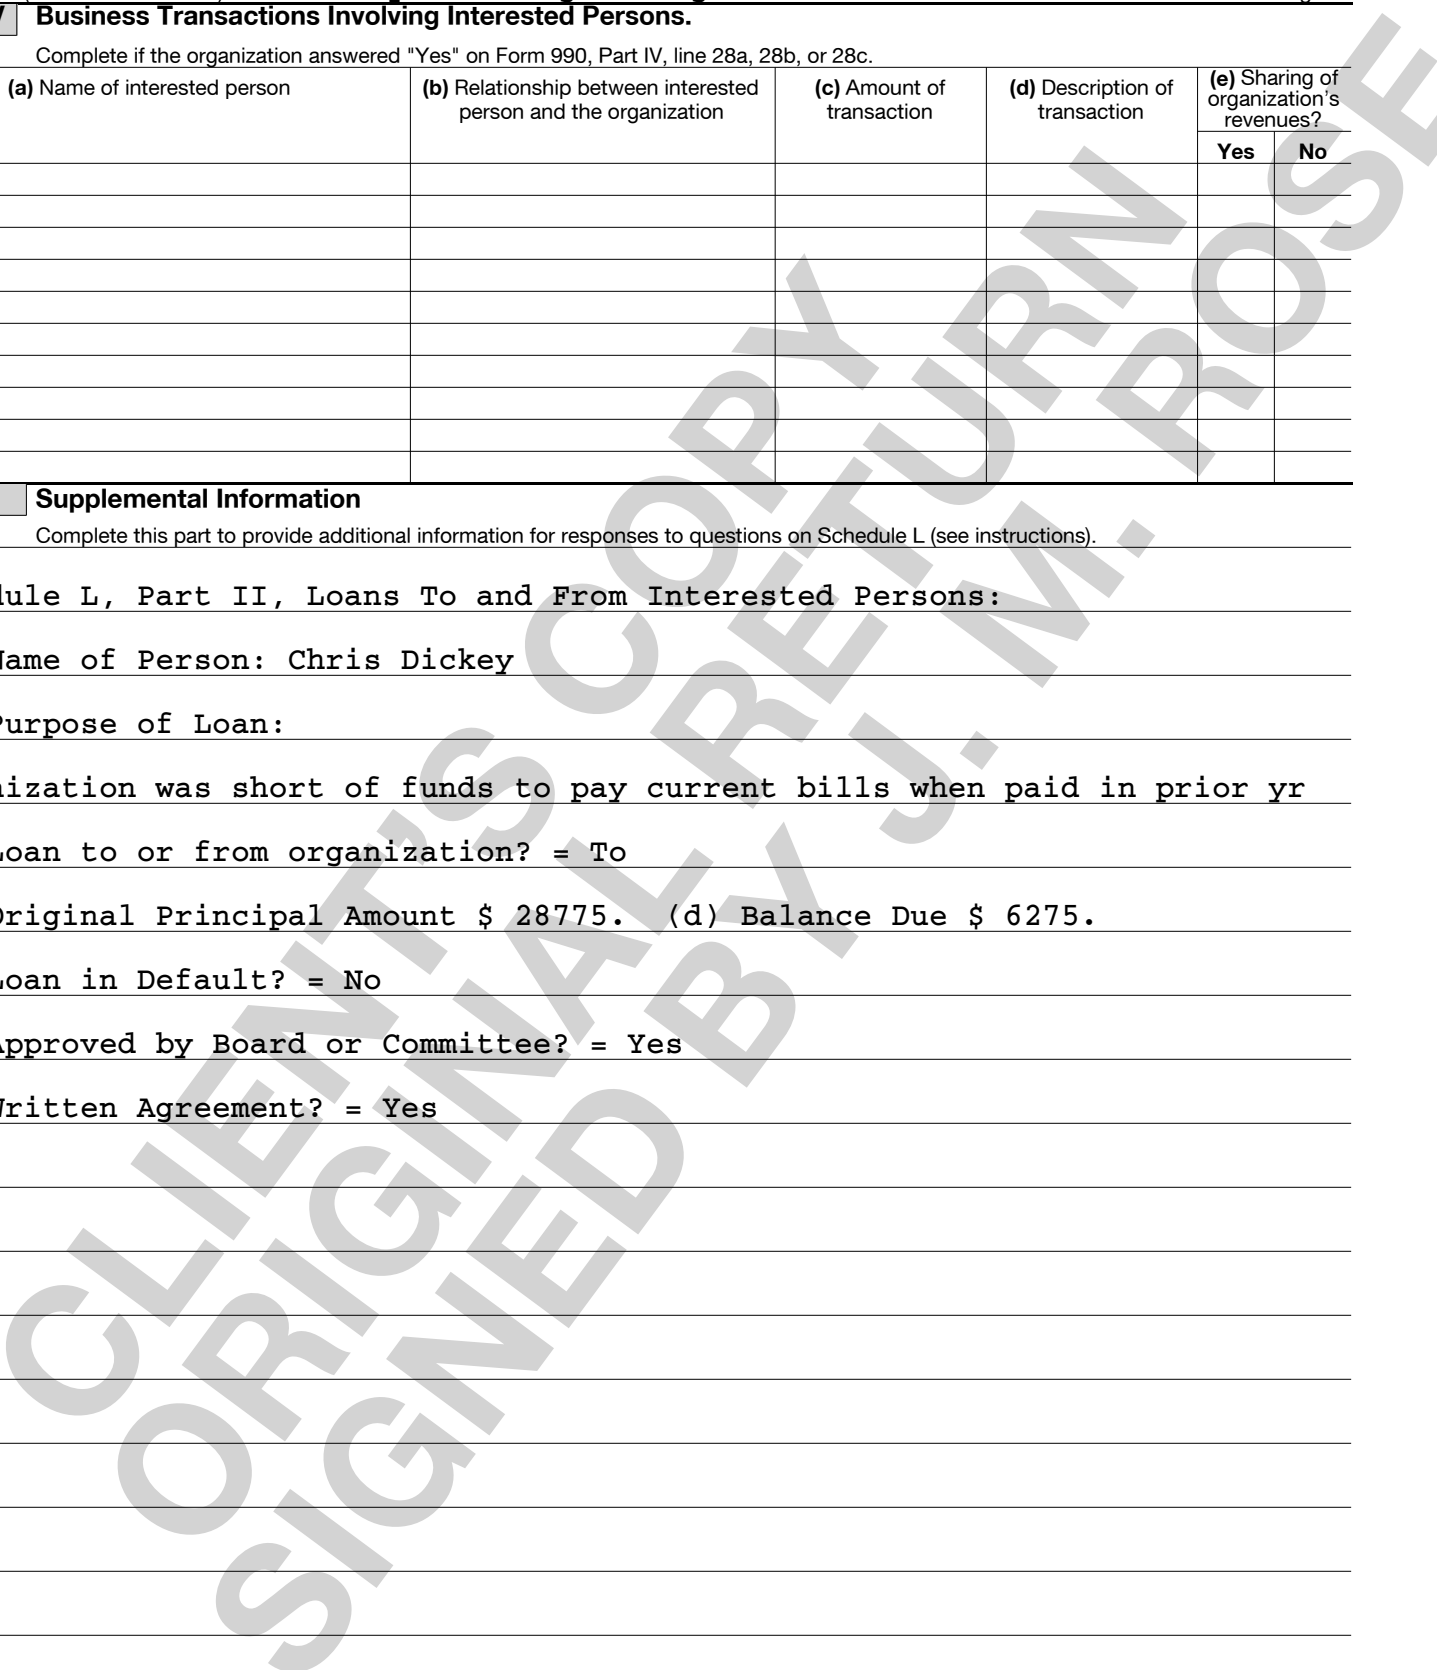 Business Transactions Involving Interested Persons.
Complete if the organization answered "Yes" on Form 990, Part IV, line 28a, 28b, or 28c.
(a) Name of interested person
(b) Relationship between interested
person and the organization
(c) Amount of
transaction
(d) Description of
transaction
(e) Sharing of
organization's
revenues?
Yes No
Supplemental Information
Complete this part to provide additional information for responses to questions on Schedule L (see instructions).
L, Part II, Loans To and From Interested Persons:
Name of Person: Chris Dickey
Purpose of Loan:
was short of funds to pay current bills when paid in prior yr
Loan to or from organization? = To
Original Principal Amount $ 28775. (d) Balance Due $ 6275.
Loan in Default? = No
Approved by Board or Committee? = Yes
Written Agreement? = Yes
CLIENT'S COPY
ORIGINAL RETURN
SIGNED BY J. M. ROSE